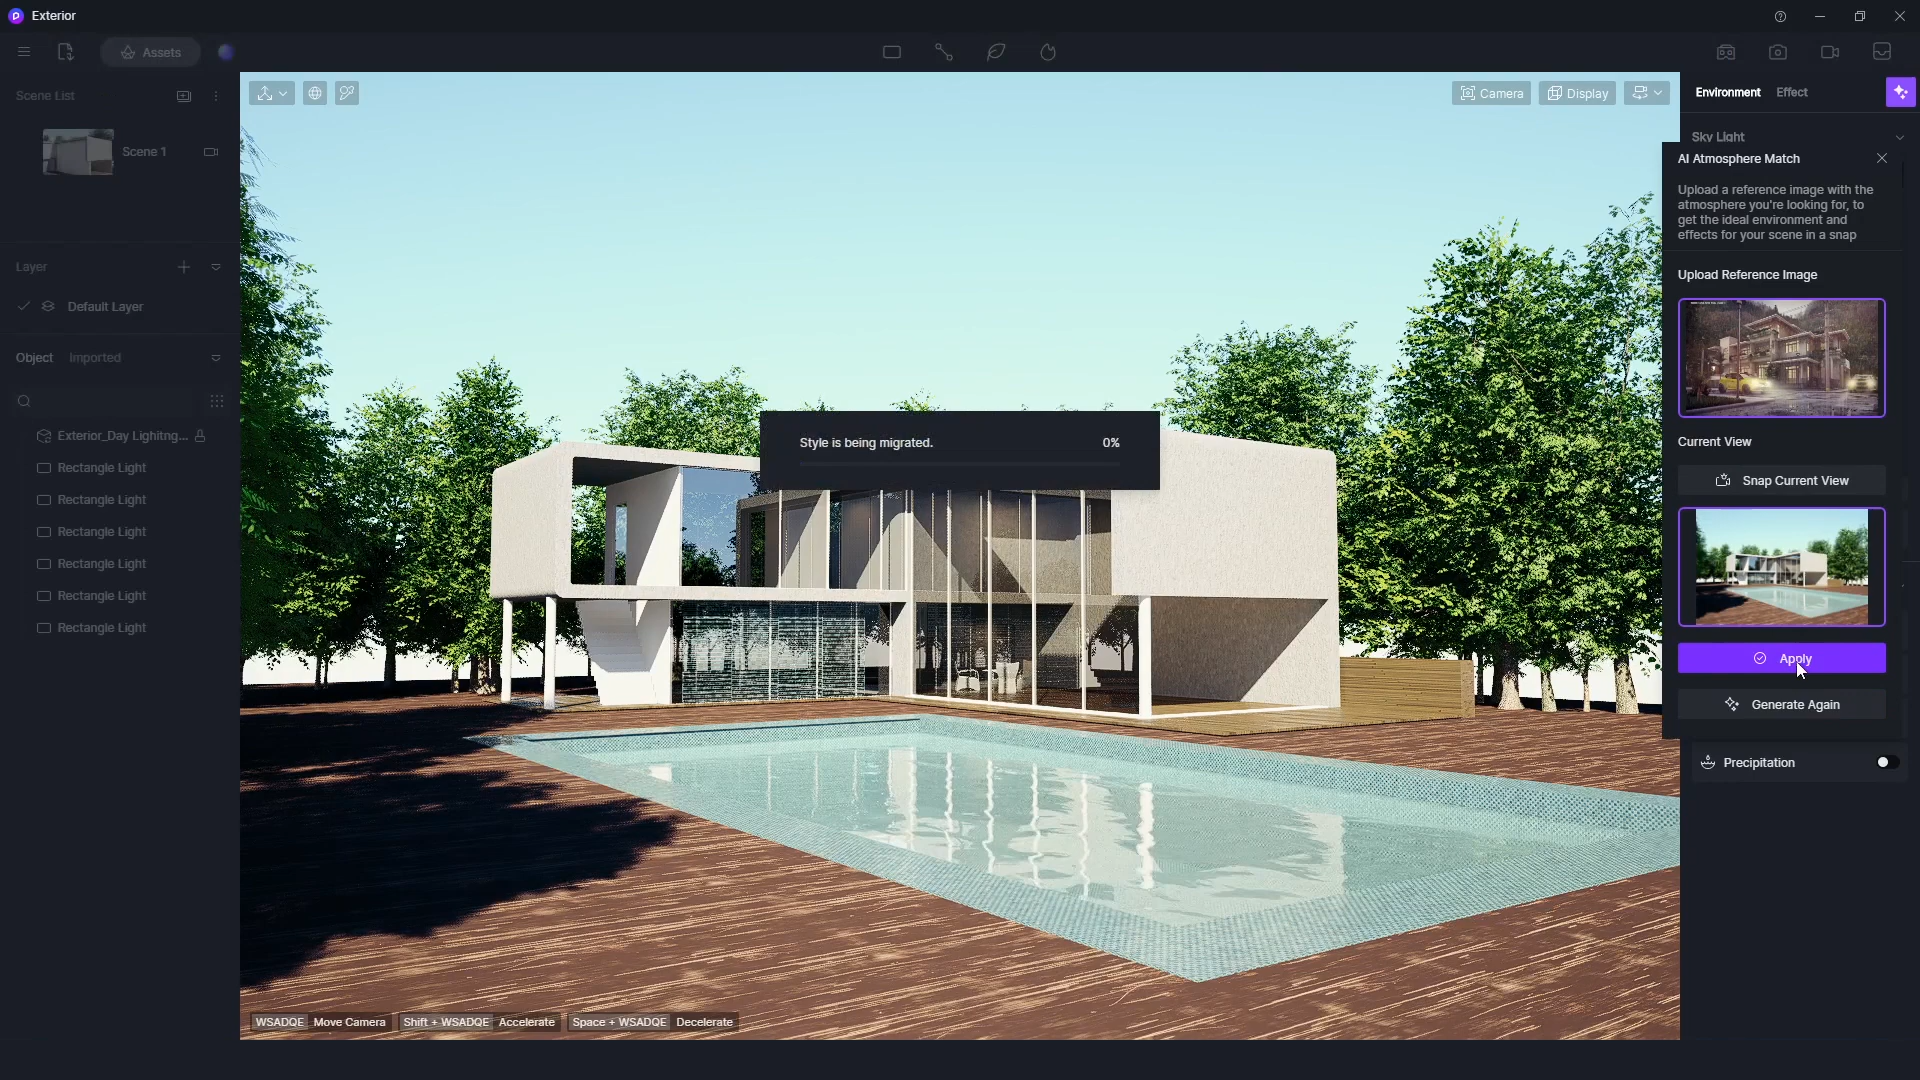 Exterior
Assets
Scene List
Scene 1
Layer
Default Layer
Object Imported
Exterior_Day Lighitng...
Rectangle Light
Rectangle Light
Rectangle Light
Rectangle Light
Rectangle Light
Rectangle Light
Camera
Display
Style is being migrated. 0%
WSADQE Move Camera Shift + WSADQE Accelerate Space + WSADQE Decelerate
Environment Effect
Sky Light
AI Atmosphere Match
Upload a reference image with the
atmosphere you're looking for, to
get the ideal environment and
effects for your scene in a snap
Upload Reference Image
Current View
Snap Current View
Apply
Generate Again
Precipitation